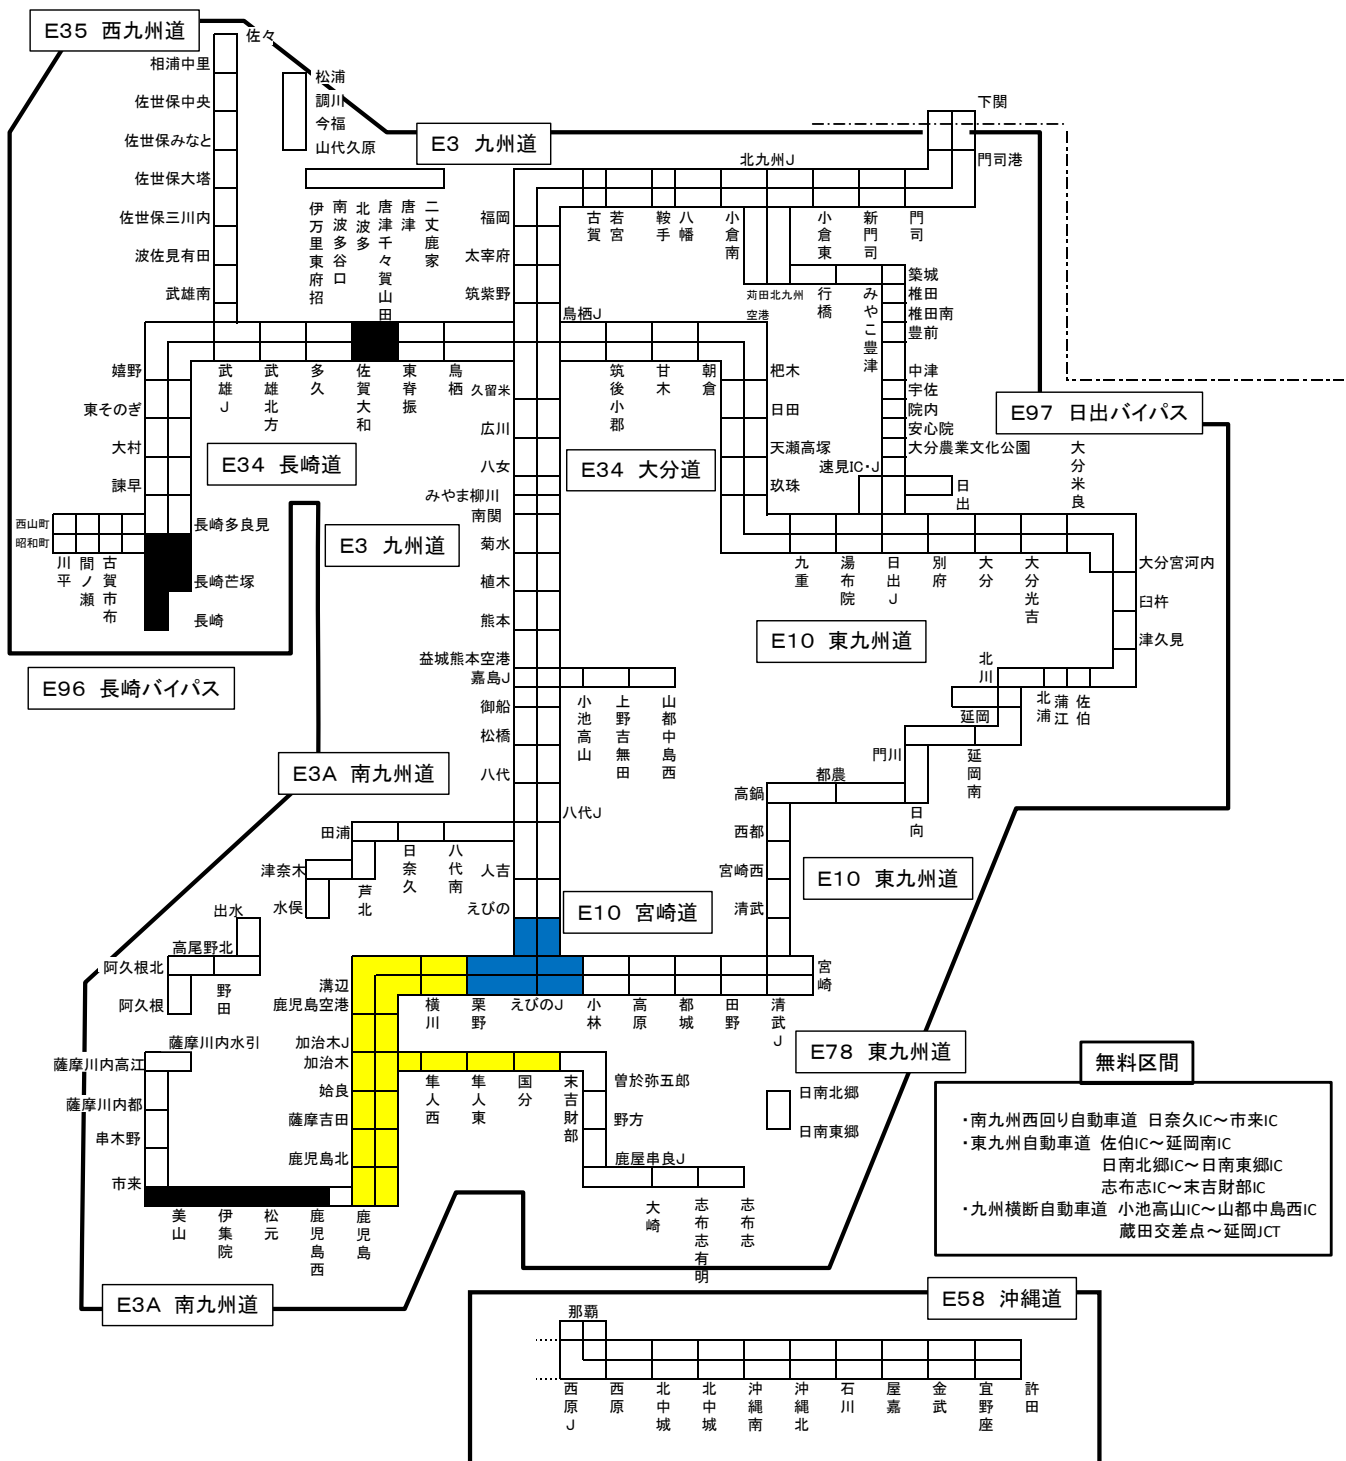 E35 西九州道
佐々
相浦中里
佐世保中央
佐世保みなと
佐世保大塔
佐世保三川内
波佐見有田
武雄南
松浦
調川
今福
山代久原
伊万里東府招
南波多谷口
北波多
唐津千々賀山田
唐津
二丈鹿家
E3 九州道
下関
門司港
北九州J
福岡
太宰府
筑紫野
古賀
若宮
鞍手
八幡
小倉南
小倉東
新門司
門司
苅田北九州
空港
行橋
みやこ豊津
築城
椎田
椎田南
豊前
中津
宇佐
院内
安心院
大分農業文化公園
速見IC・J
日出
E97 日出バイパス
鳥栖J
嬉野
東そのぎ
大村
諫早
武雄J
武雄北方
多久
佐賀大和
東脊振
鳥栖
久留米
広川
八女
みやま柳川
南関
菊水
植木
熊本
益城熊本空港
嘉島J
御船
松橋
八代
筑後小郡
甘木
朝倉
杷木
日田
天瀬高塚
玖珠
E34 長崎道
E34 大分道
西山町
昭和町
川平
間ノ瀬
古賀市布
長崎多良見
長崎芒塚
長崎
E3 九州道
九重
湯布院
日出J
別府
大分
大分光吉
大分米良
大分宮河内
臼杵
津久見
E10 東九州道
E96 長崎バイパス
小池高山
上野吉無田
山都中島西
北川
北浦
蒲江
佐伯
延岡
延岡南
門川
日向
都農
高鍋
西都
宮崎西
清武
E3A 南九州道
八代J
田浦
日奈久
八代南
人吉
津奈木
水俣
芦北
えびの
E10 宮崎道
E10 東九州道
出水
高尾野北
阿久根北
阿久根
野田
溝辺
鹿児島空港
横川
栗野
えびのJ
小林
高原
都城
田野
清武J
宮崎
薩摩川内水引
薩摩川内高江
薩摩川内都
串木野
市来
加治木J
加治木
姶良
薩摩吉田
鹿児島北
隼人西
隼人東
国分
末吉財部
曽於弥五郎
野方
鹿屋串良J
大崎
志布志有明
志布志
E78 東九州道
日南北郷
日南東郷
美山
伊集院
松元
鹿児島西
鹿児島
無料区間
・南九州西回り自動車道 日奈久IC～市来IC
・東九州自動車道 佐伯IC～延岡南IC
日南北郷IC～日南東郷IC
志布志IC～末吉財部IC
・九州横断自動車道 小池高山IC～山都中島西IC
蔵田交差点～延岡JCT
E3A 南九州道
E58 沖縄道
那覇
西原J
西原
北中城
北中城
沖縄南
沖縄北
石川
屋嘉
金武
宜野座
許田